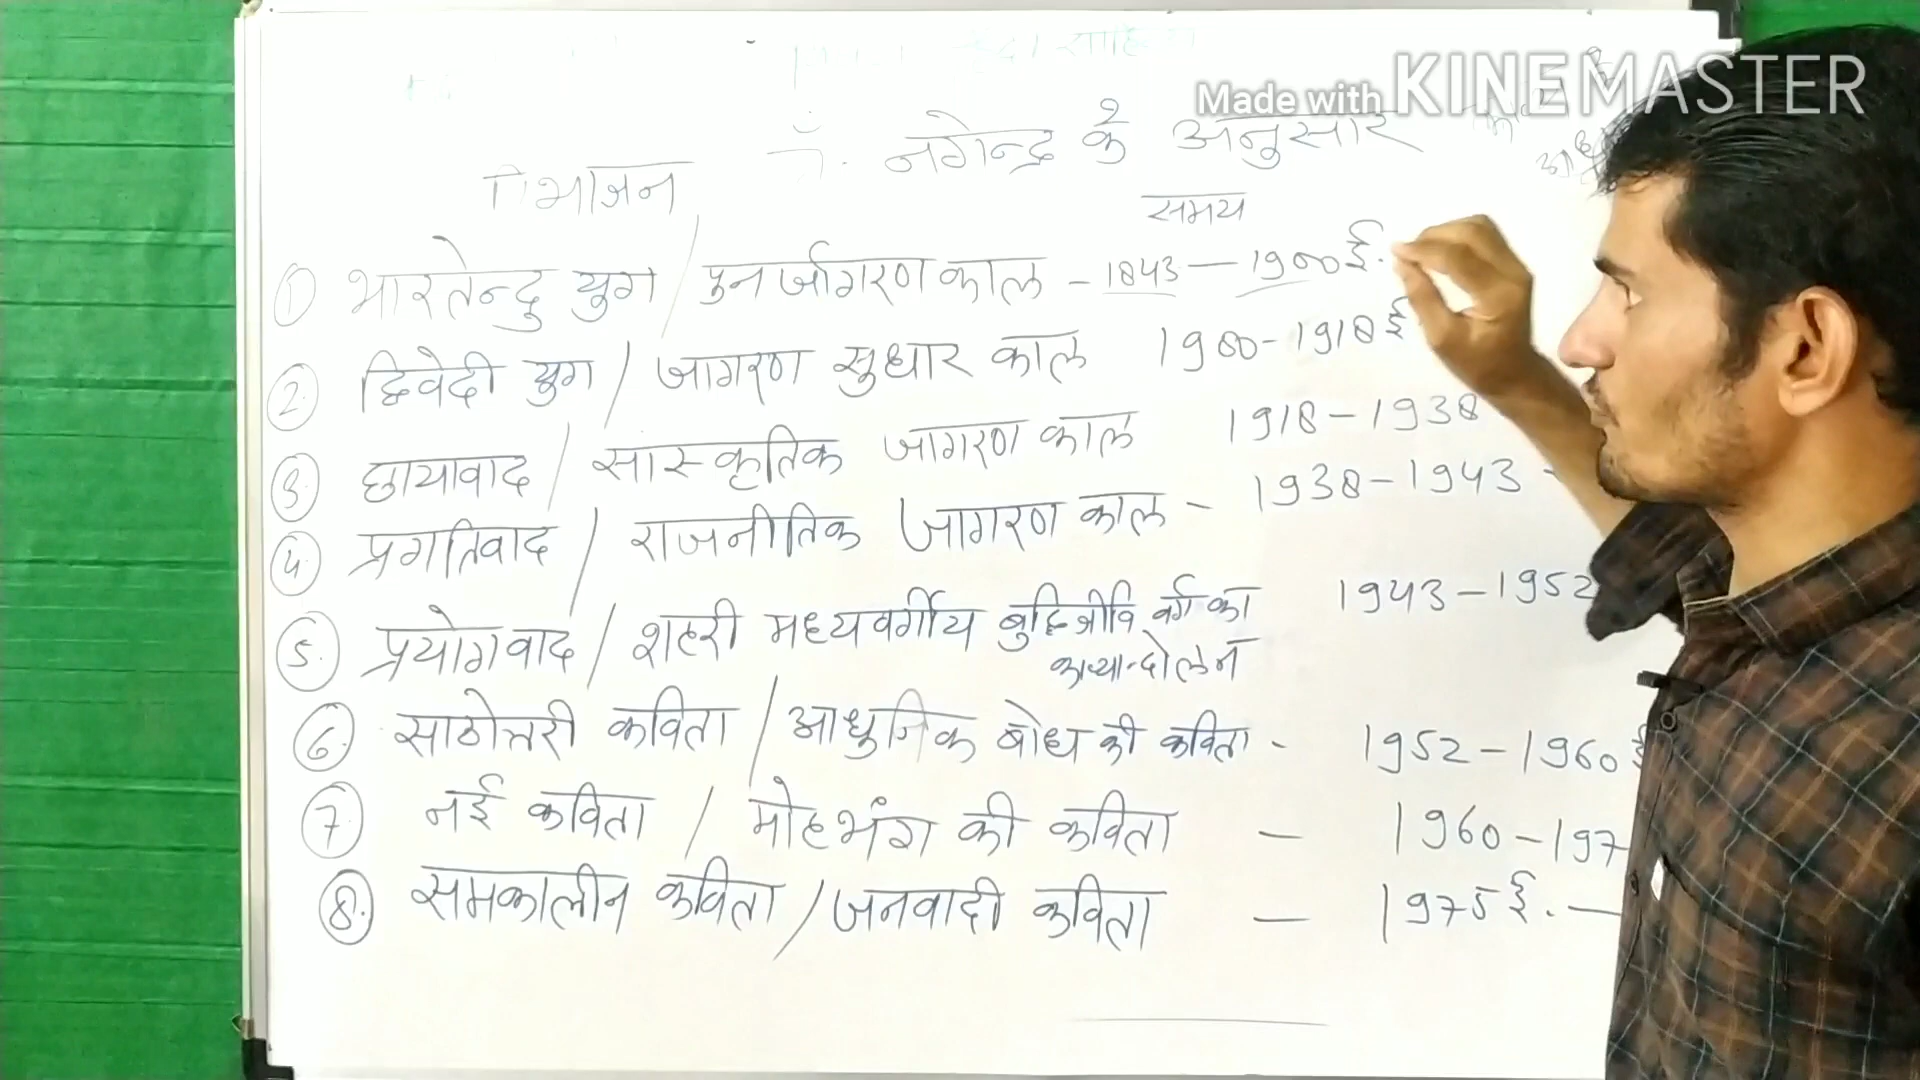 Made with KINEMASTER
डॉ. नगेन्द्र के अनुसार
विभाजन
समय
① भारतेन्दु युग / पुनर्जागरण काल - 1843 — 1900 ई.
② द्विवेदी युग / जागरण सुधार काल 1900 - 1918 ई
③ छायावाद / सांस्कृतिक जागरण काल 1918 - 1938
④ प्रगतिवाद / राजनीतिक जागरण काल - 1938 - 1943 -
⑤ प्रयोगवाद / शहरी मध्यवर्गीय बुद्धिजीवि वर्ग का 1943 - 1952
काव्यान्दोलन
⑥ साठोत्तरी कविता / आधुनिक बोध की कविता - 1952 - 1960 ई
⑦ नई कविता / मोहभंग की कविता — 1960 - 197
⑧ समकालीन कविता / जनवादी कविता — 1975 ई. —